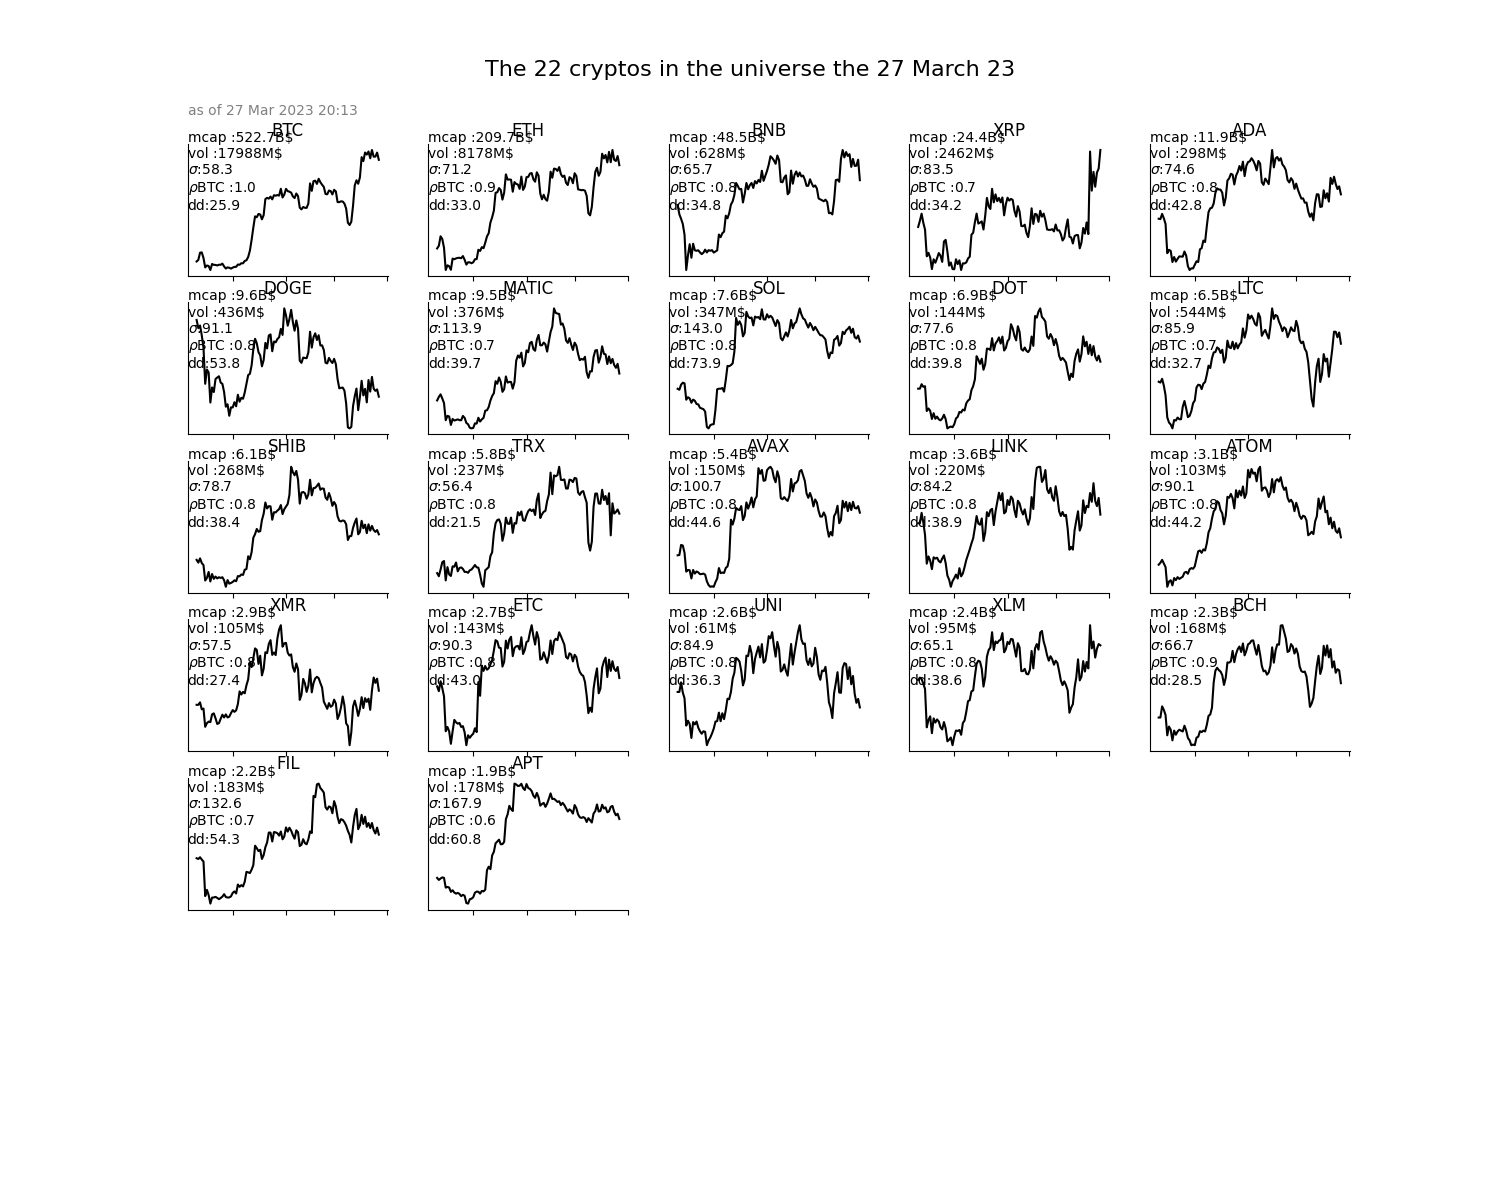 The 22 cryptos in the universe the 27 March 23
as of 27 Mar 2023 20:13
BTC
mcap :522.7B$
vol :17988M$
σ:58.3
ρBTC :1.0
dd:25.9
ETH
mcap :209.7B$
vol :8178M$
σ:71.2
ρBTC :0.9
dd:33.0
BNB
mcap :48.5B$
vol :628M$
σ:65.7
ρBTC :0.8
dd:34.8
XRP
mcap :24.4B$
vol :2462M$
σ:83.5
ρBTC :0.7
dd:34.2
ADA
mcap :11.9B$
vol :298M$
σ:74.6
ρBTC :0.8
dd:42.8
DOGE
mcap :9.6B$
vol :436M$
σ:91.1
ρBTC :0.8
dd:53.8
MATIC
mcap :9.5B$
vol :376M$
σ:113.9
ρBTC :0.7
dd:39.7
SOL
mcap :7.6B$
vol :347M$
σ:143.0
ρBTC :0.8
dd:73.9
DOT
mcap :6.9B$
vol :144M$
σ:77.6
ρBTC :0.8
dd:39.8
LTC
mcap :6.5B$
vol :544M$
σ:85.9
ρBTC :0.7
dd:32.7
SHIB
mcap :6.1B$
vol :268M$
σ:78.7
ρBTC :0.8
dd:38.4
TRX
mcap :5.8B$
vol :237M$
σ:56.4
ρBTC :0.8
dd:21.5
AVAX
mcap :5.4B$
vol :150M$
σ:100.7
ρBTC :0.8
dd:44.6
LINK
mcap :3.6B$
vol :220M$
σ:84.2
ρBTC :0.8
dd:38.9
ATOM
mcap :3.1B$
vol :103M$
σ:90.1
ρBTC :0.8
dd:44.2
XMR
mcap :2.9B$
vol :105M$
σ:57.5
ρBTC :0.8
dd:27.4
ETC
mcap :2.7B$
vol :143M$
σ:90.3
ρBTC :0.8
dd:43.0
UNI
mcap :2.6B$
vol :61M$
σ:84.9
ρBTC :0.8
dd:36.3
XLM
mcap :2.4B$
vol :95M$
σ:65.1
ρBTC :0.8
dd:38.6
BCH
mcap :2.3B$
vol :168M$
σ:66.7
ρBTC :0.9
dd:28.5
FIL
mcap :2.2B$
vol :183M$
σ:132.6
ρBTC :0.7
dd:54.3
APT
mcap :1.9B$
vol :178M$
σ:167.9
ρBTC :0.6
dd:60.8